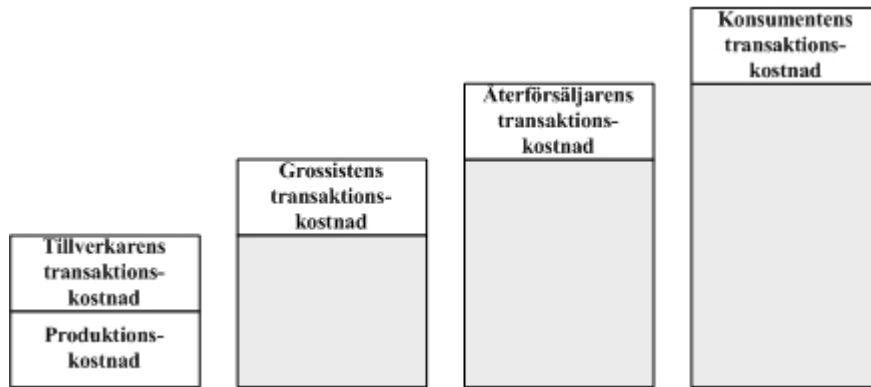 Tillverkarens
transaktions-
kostnad
Produktions-
kostnad
Grossistens
transaktions-
kostnad
Återförsäljarens
transaktions-
kostnad
Konsumentens
transaktions-
kostnad